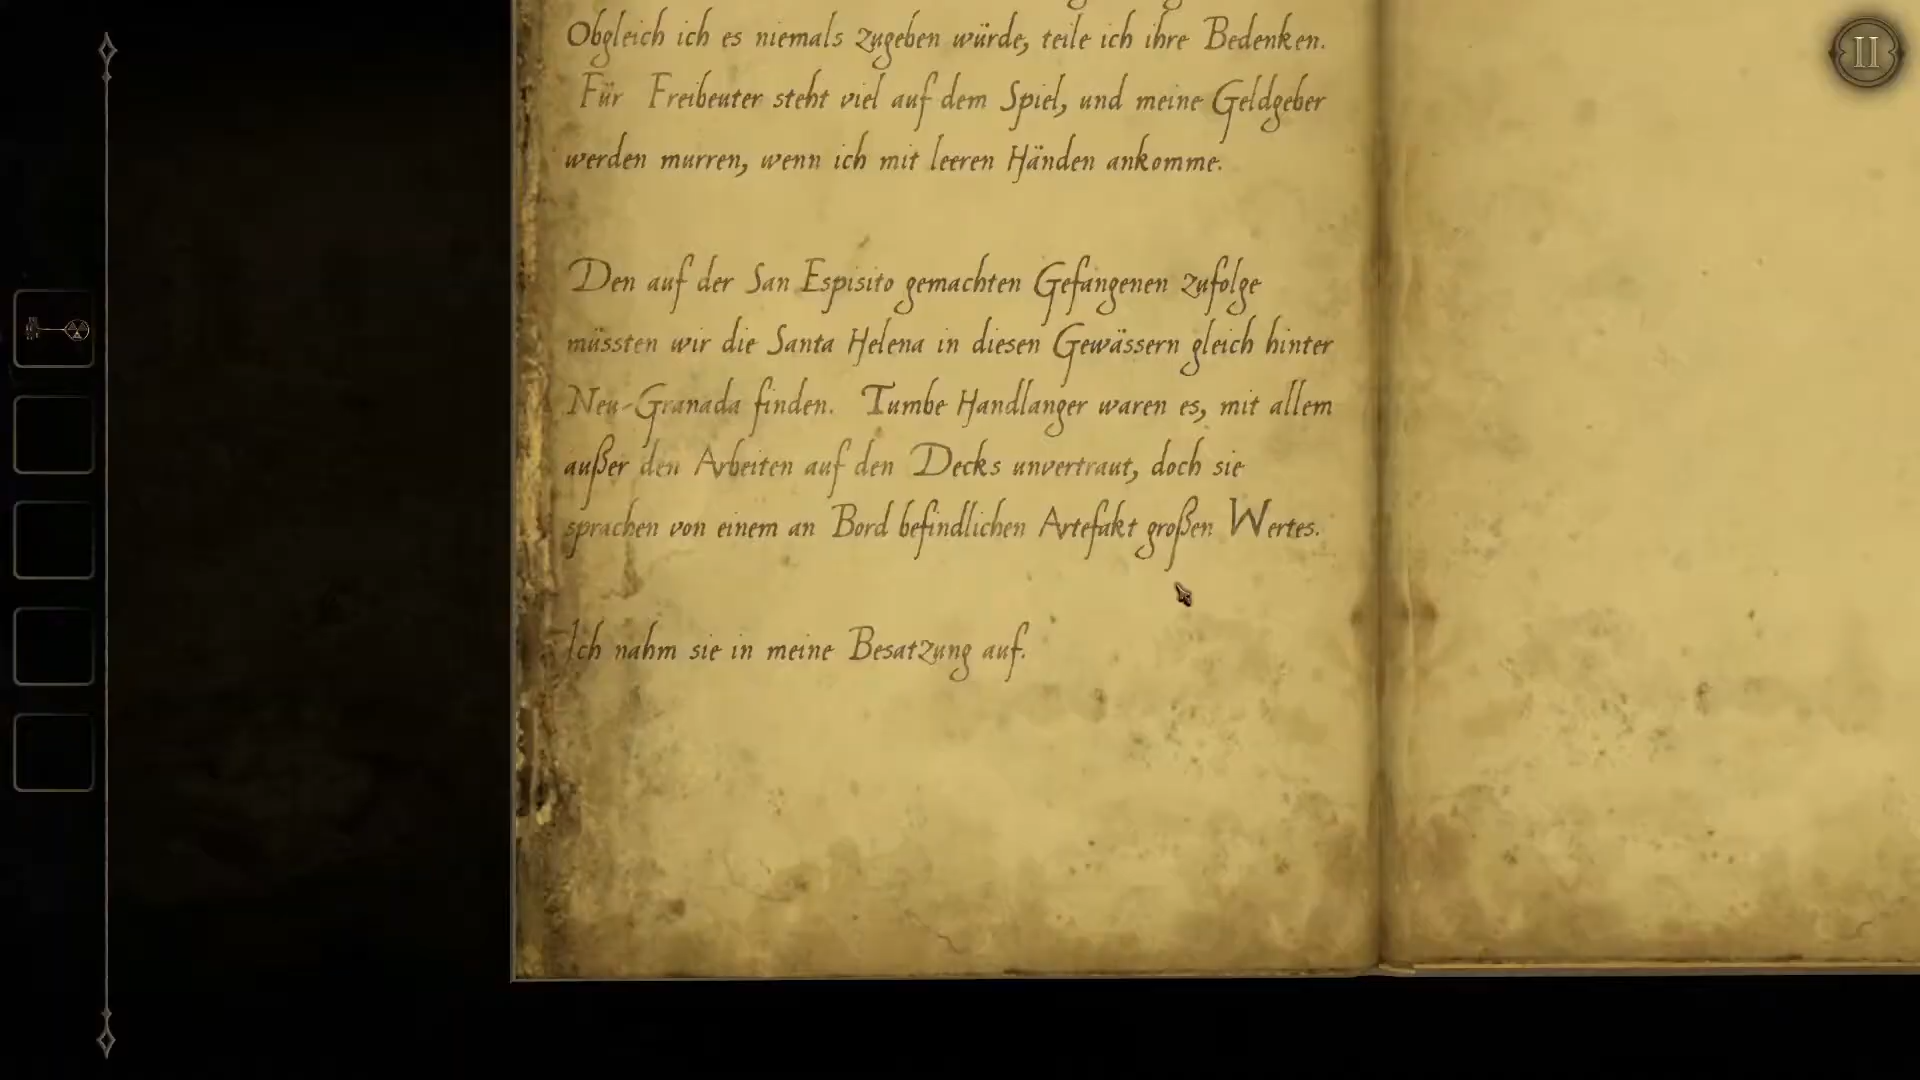 Obgleich ich es niemals zugeben würde, teile ich ihre Bedenken.
Für Freibeuter steht viel auf dem Spiel, und meine Geldgeber
werden murren, wenn ich mit leeren Händen ankomme.
Den auf der San Espisito gemachten Gefangenen zufolge
müssten wir die Santa Helena in diesen Gewässern gleich hinter
Neu-Granada finden. Tumbe Handlanger waren es, mit allem
außer den Arbeiten auf den Decks unvertraut, doch sie
sprachen von einem an Bord befindlichen Artefakt großen Wertes.
Ich nahm sie in meine Besatzung auf.